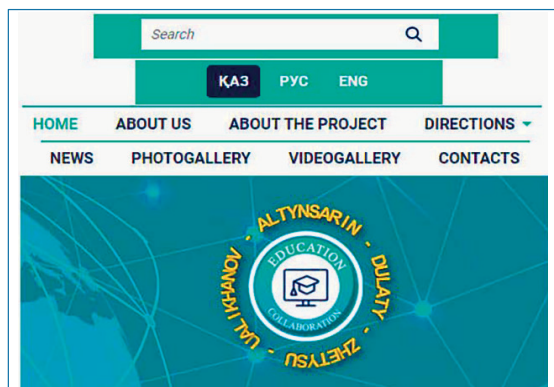 Search
ҚАЗ РУС ENG
HOME ABOUT US ABOUT THE PROJECT DIRECTIONS
NEWS PHOTOGALLERY VIDEOGALLERY CONTACTS
UALIKHANOV - ALTYNSARIN - DULATY - ZHETYSU -
EDUCATION
COLLABORATION